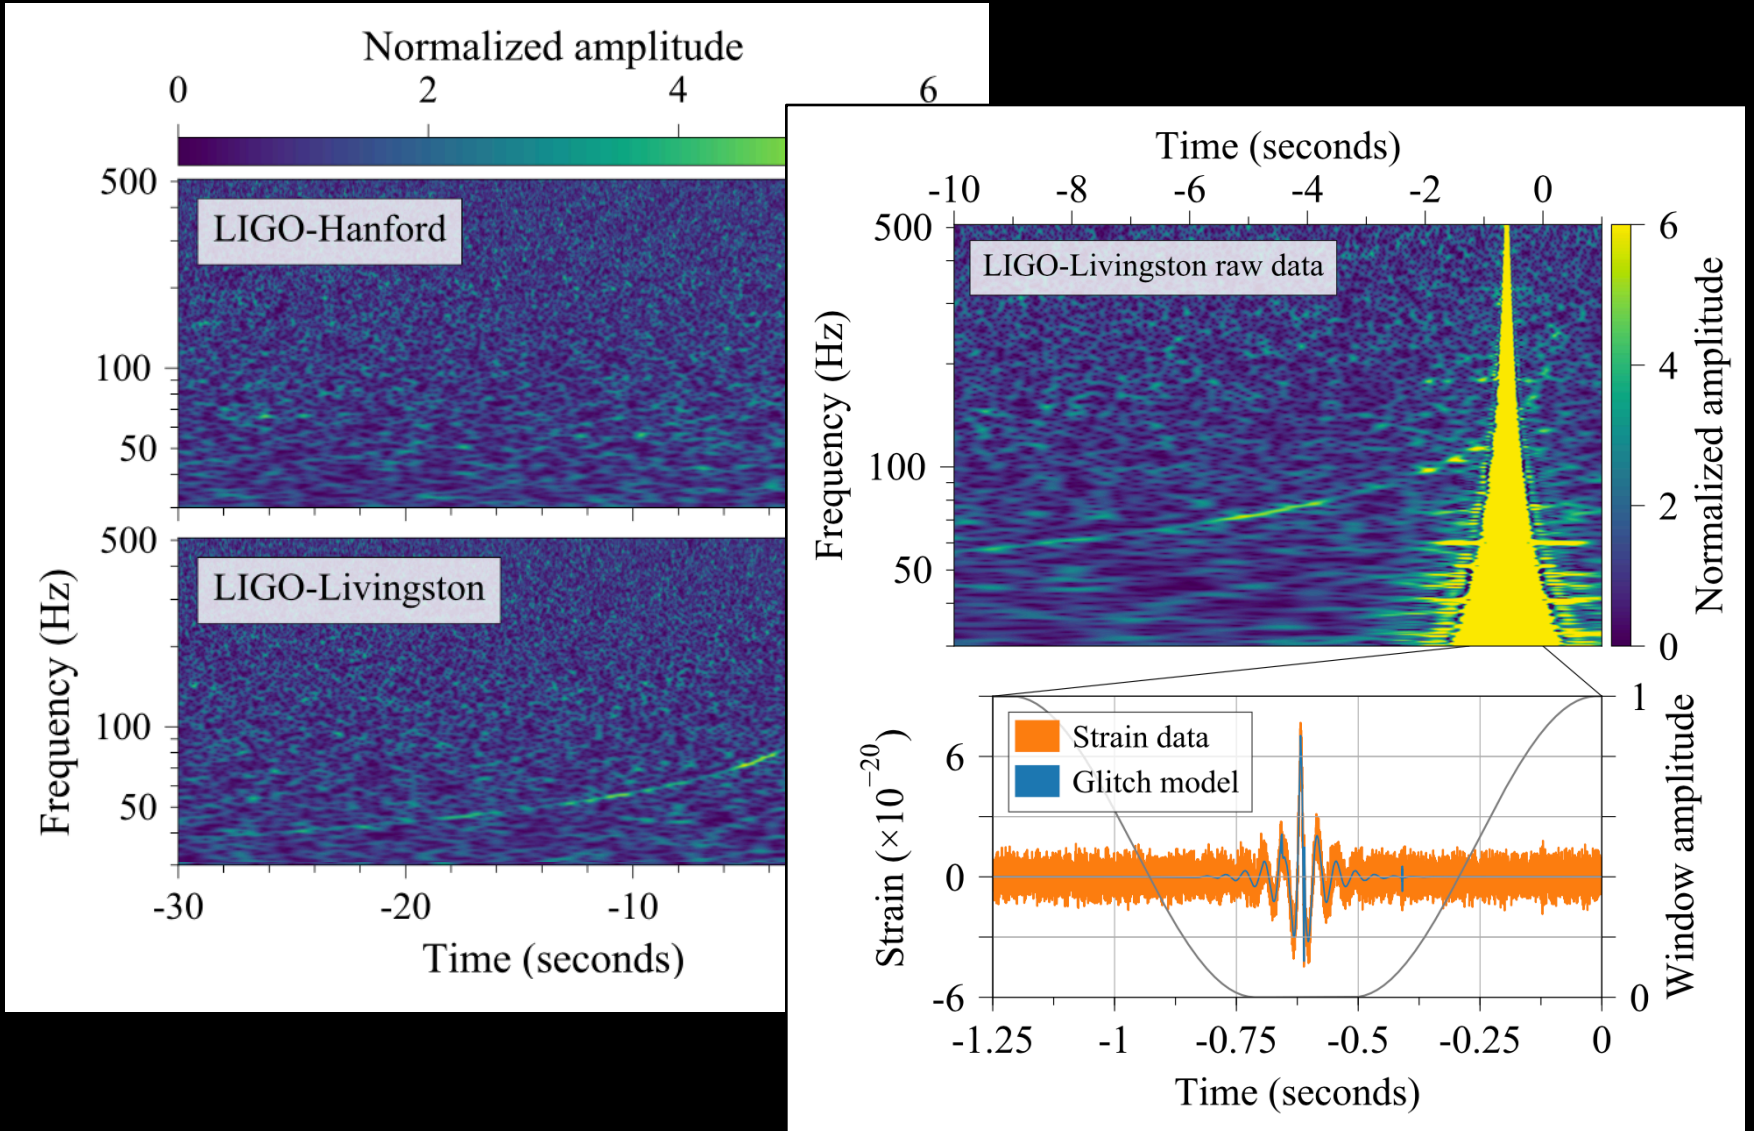 Normalized amplitude
0 2 4 6
500
LIGO-Hanford
100
50
500
LIGO-Livingston
100
50
Frequency (Hz)
-30 -20 -10
Time (seconds)
Time (seconds)
-10 -8 -6 -4 -2 0
500
LIGO-Livingston raw data
100
50
Frequency (Hz)
6
4
2
0
Normalized amplitude
Strain data
Glitch model
6
0
-6
Strain (×10⁻²⁰)
1
0
Window amplitude
-1.25 -1 -0.75 -0.5 -0.25 0
Time (seconds)